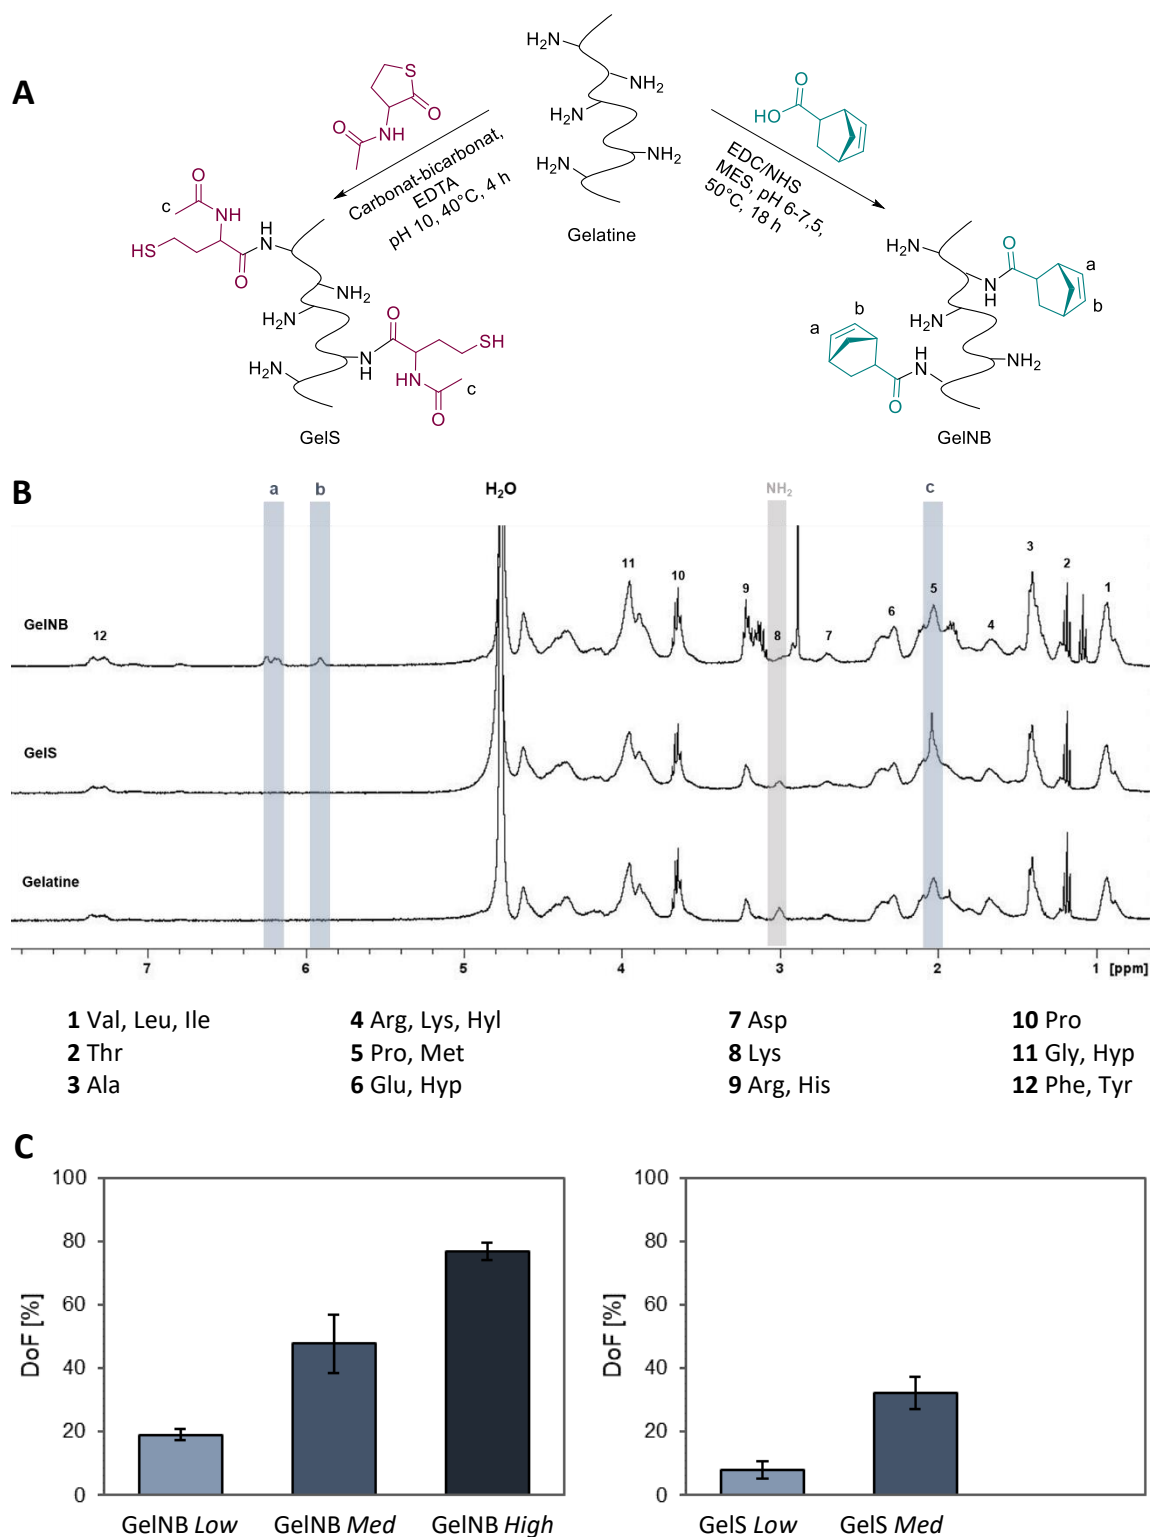 A
H2N
NH2
H2N
H2N
NH2
Gelatine
S
O
NH
O
Carbonat-bicarbonat,
EDTA
pH 10, 40°C, 4 h
O
HO
EDC/NHS
MES, pH 6-7,5,
50°C, 18 h
O
c
NH
HS
O
H
N
NH2
H2N
O
SH
N
H
H2N
HN
c
O
GelS
H2N
O
a
N
H
b
H2N
b
a
H
N
NH2
O
GelNB
B
a
b
H2O
NH2
c
GelNB
12
11
10
9
8
7
6
5
4
3
2
1
GelS
Gelatine
7
6
5
4
3
2
1
[ppm]
1 Val, Leu, Ile
2 Thr
3 Ala
4 Arg, Lys, Hyl
5 Pro, Met
6 Glu, Hyp
7 Asp
8 Lys
9 Arg, His
10 Pro
11 Gly, Hyp
12 Phe, Tyr
C
DoF [%]
100
80
60
40
20
0
GelNB Low
GelNB Med
GelNB High
DoF [%]
100
80
60
40
20
0
GelS Low
GelS Med